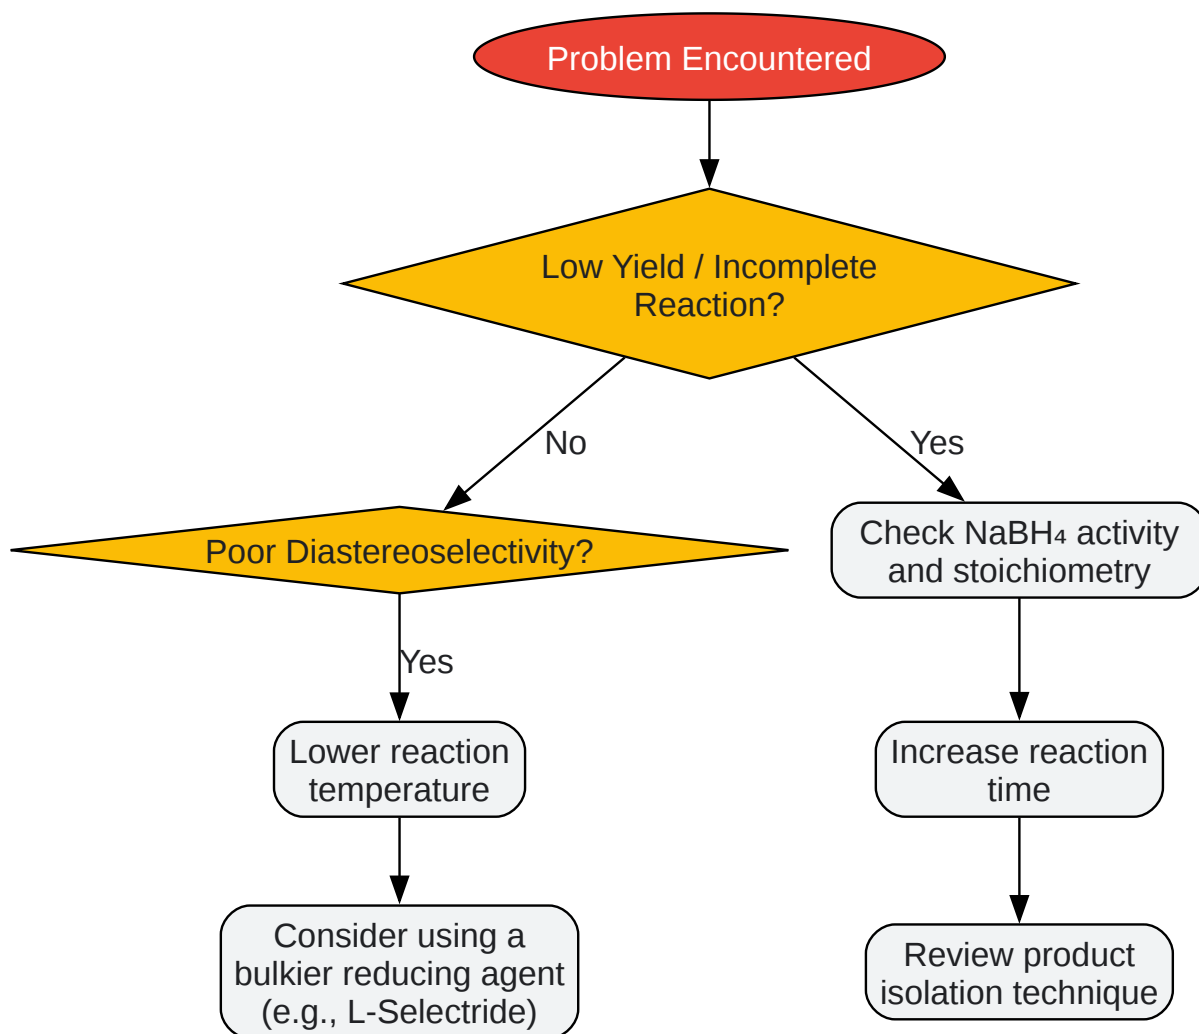 Problem Encountered
Low Yield / Incomplete
Reaction?
No
Yes
Poor Diastereoselectivity?
Check NaBH₄ activity
and stoichiometry
Yes
Lower reaction
temperature
Increase reaction
time
Consider using a
bulkier reducing agent
(e.g., L-Selectride)
Review product
isolation technique